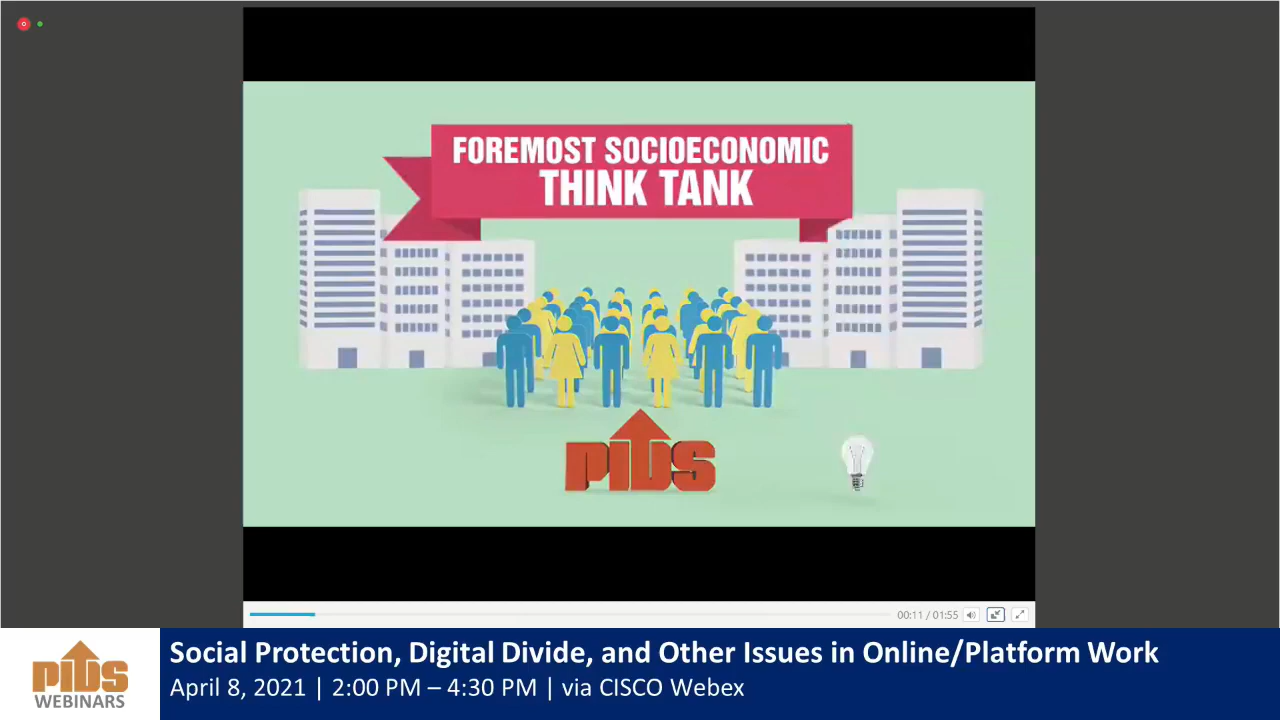 FOREMOST SOCIOECONOMIC
THINK TANK
PIDS
00:11 / 01:55
PIDS
WEBINARS
Social Protection, Digital Divide, and Other Issues in Online/Platform Work
April 8, 2021 | 2:00 PM – 4:30 PM | via CISCO Webex